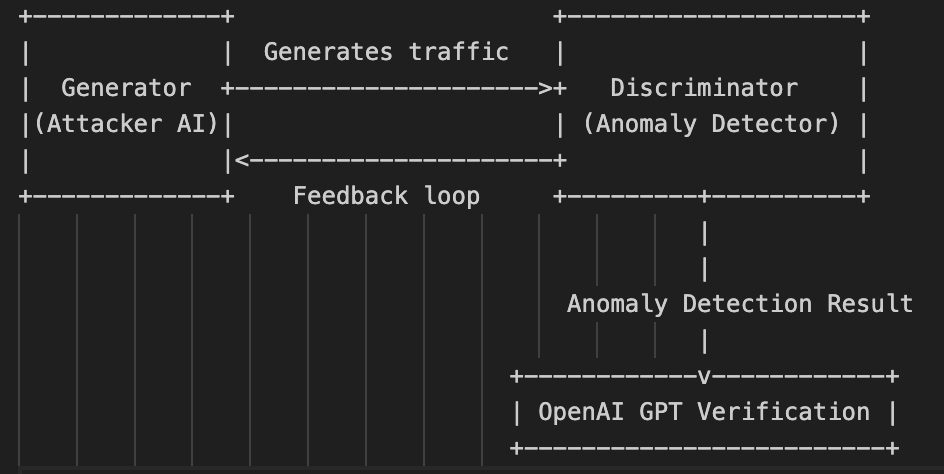 Generates traffic
Generator Discriminator
(Attacker AI) (Anomaly Detector)
Feedback loop
Anomaly Detection Result
OpenAI GPT Verification